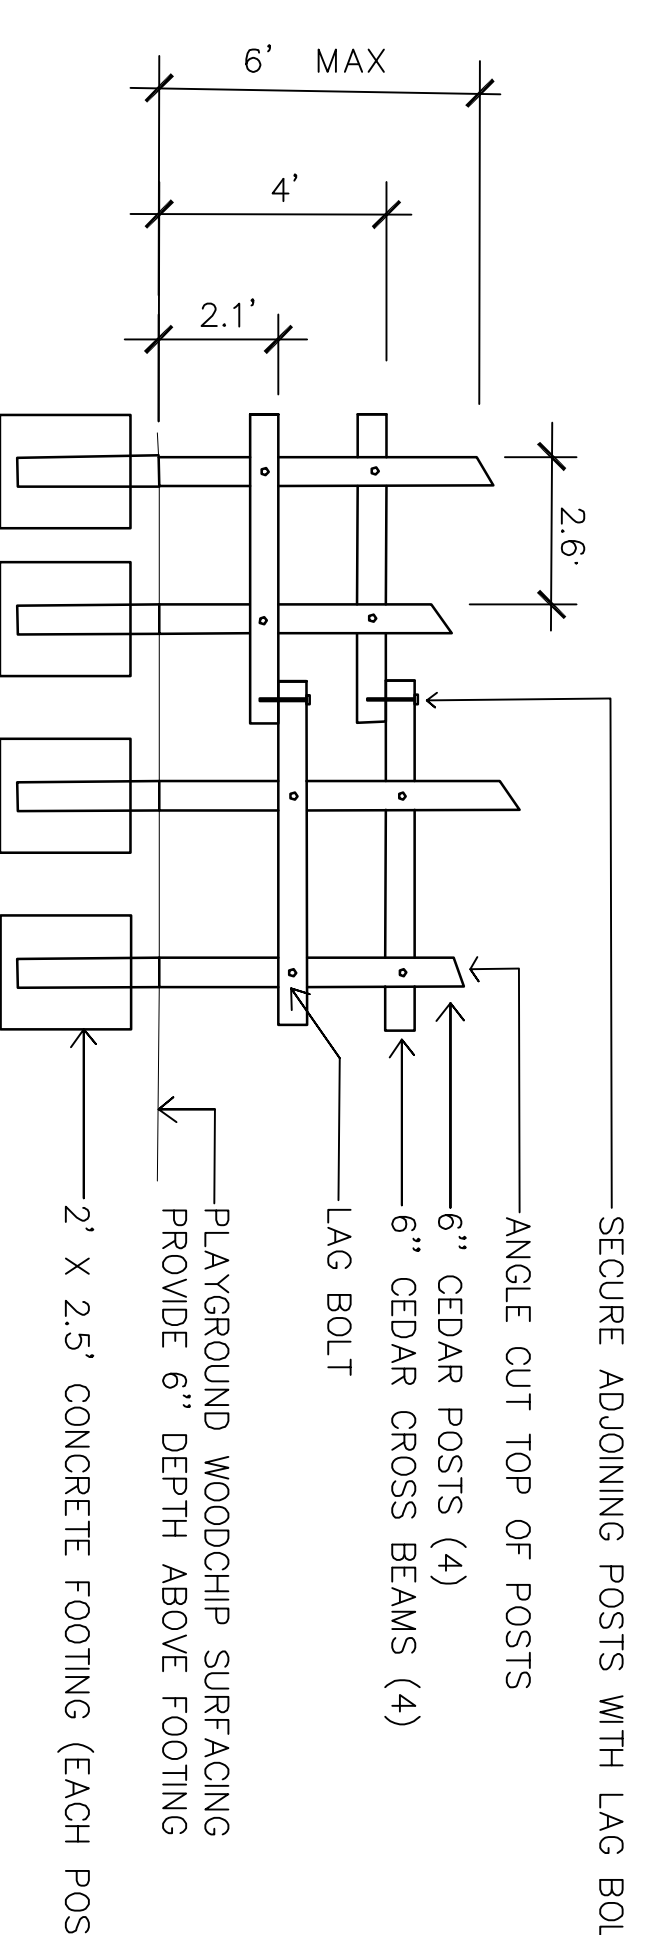 6' MAX
4'
2.1'
2.6'
SECURE ADJOINING POSTS WITH LAG BOL
ANGLE CUT TOP OF POSTS
6" CEDAR POSTS (4)
6" CEDAR CROSS BEAMS (4)
LAG BOLT
PLAYGROUND WOODCHIP SURFACING
PROVIDE 6" DEPTH ABOVE FOOTING
2' X 2.5' CONCRETE FOOTING (EACH POS